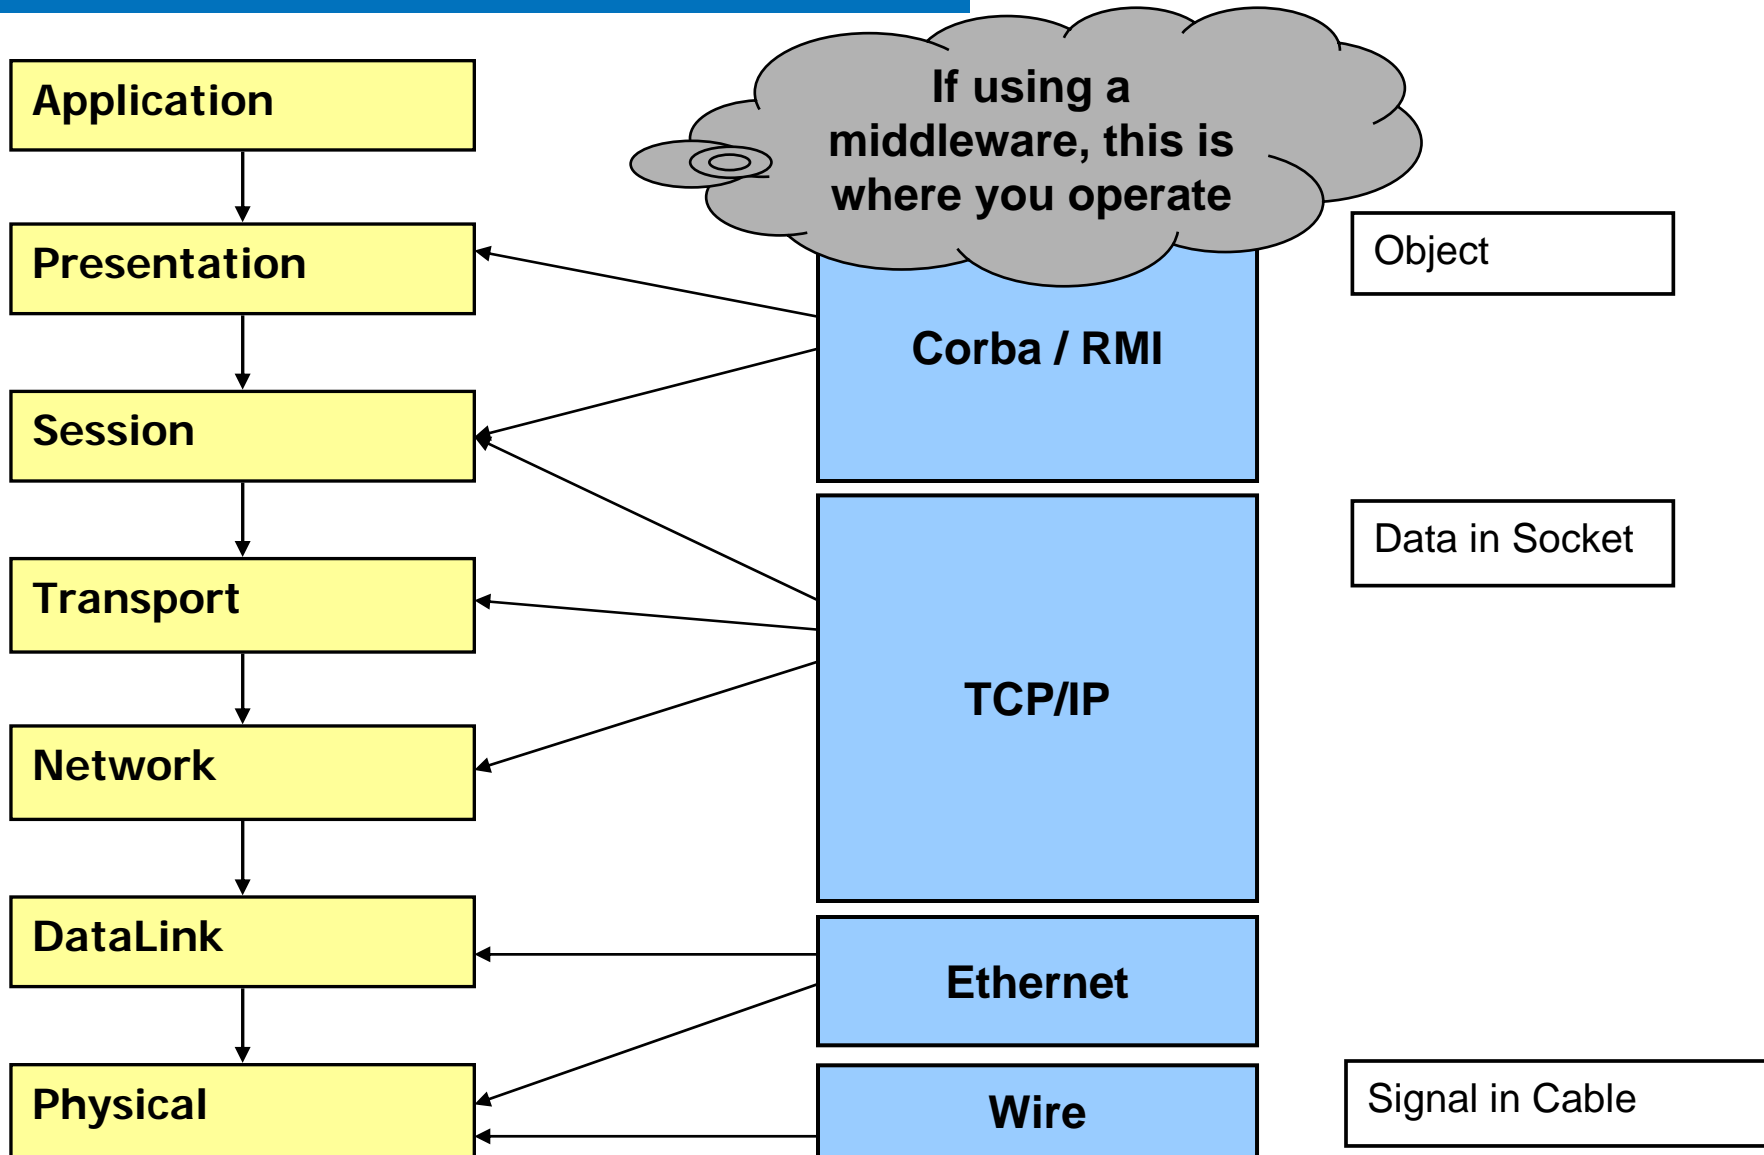 Application
Presentation
Session
Transport
Network
DataLink
Physical
If using a
middleware, this is
where you operate
Corba / RMI
TCP/IP
Ethernet
Wire
Object
Data in Socket
Signal in Cable